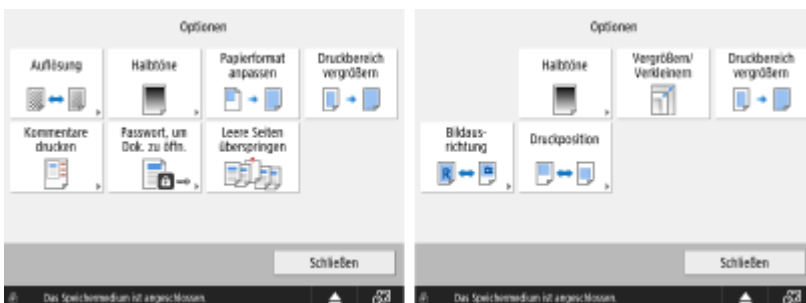 Optionen
Auflösung
Halbtöne
Papierformat
anpassen
Druckbereich
vergrößern
Kommentare
drucken
Passwort, um
Dok. zu öffn.
Leere Seiten
überspringen
Schließen
Das Speichermedium ist angeschlossen.
Optionen
Halbtöne
Vergrößern/
Verkleinern
Druckbereich
vergrößern
Bildaus-
richtung
Druckposition
Schließen
Das Speichermedium ist angeschlossen.